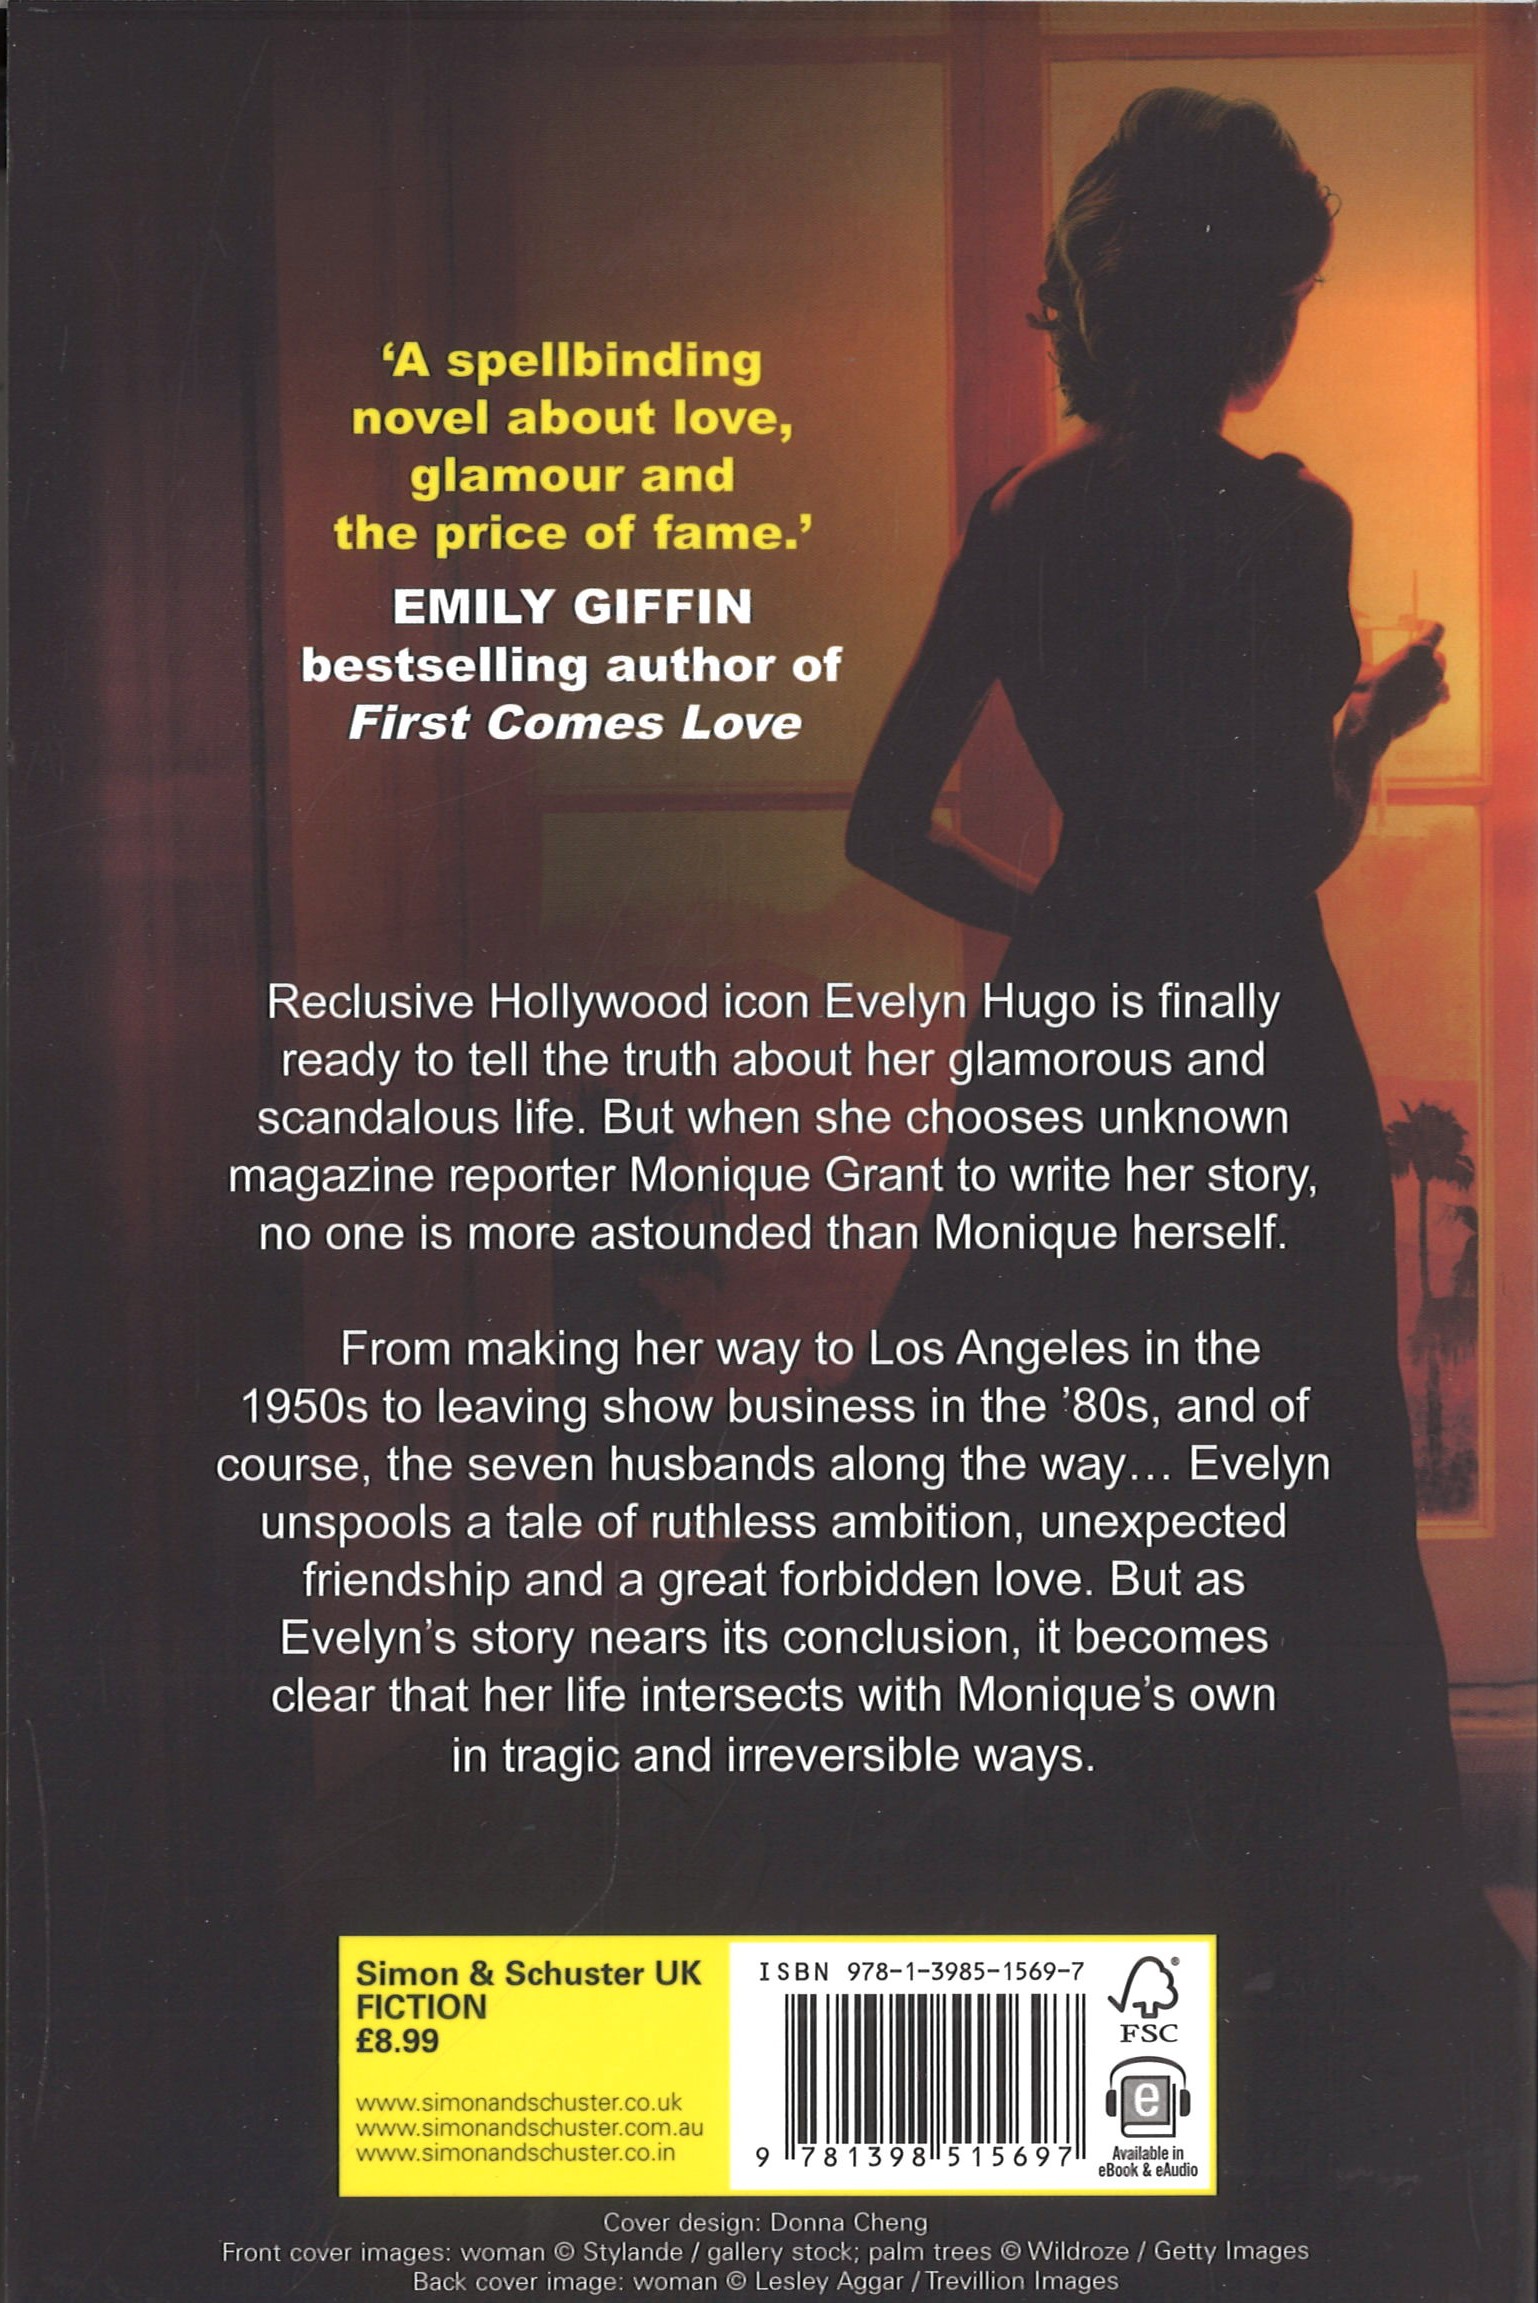 ‘A spellbinding
novel about love,
glamour and
the price of fame.’
EMILY GIFFIN
bestselling author of
First Comes Love
Reclusive Hollywood icon Evelyn Hugo is finally
ready to tell the truth about her glamorous and
scandalous life. But when she chooses unknown
magazine reporter Monique Grant to write her story,
no one is more astounded than Monique herself.
From making her way to Los Angeles in the
1950s to leaving show business in the ’80s, and of
course, the seven husbands along the way… Evelyn
unspools a tale of ruthless ambition, unexpected
friendship and a great forbidden love. But as
Evelyn’s story nears its conclusion, it becomes
clear that her life intersects with Monique’s own
in tragic and irreversible ways.
Simon & Schuster UK
FICTION
£8.99
www.simonandschuster.co.uk
www.simonandschuster.com.au
www.simonandschuster.co.in
ISBN 978-1-3985-1569-7
9 781398 515697
FSC
e
Available in
eBook & eAudio
Cover design: Donna Cheng
Front cover images: woman © Stylande / gallery stock; palm trees © Wildroze / Getty Images
Back cover image: woman © Lesley Aggar / Trevillion Images